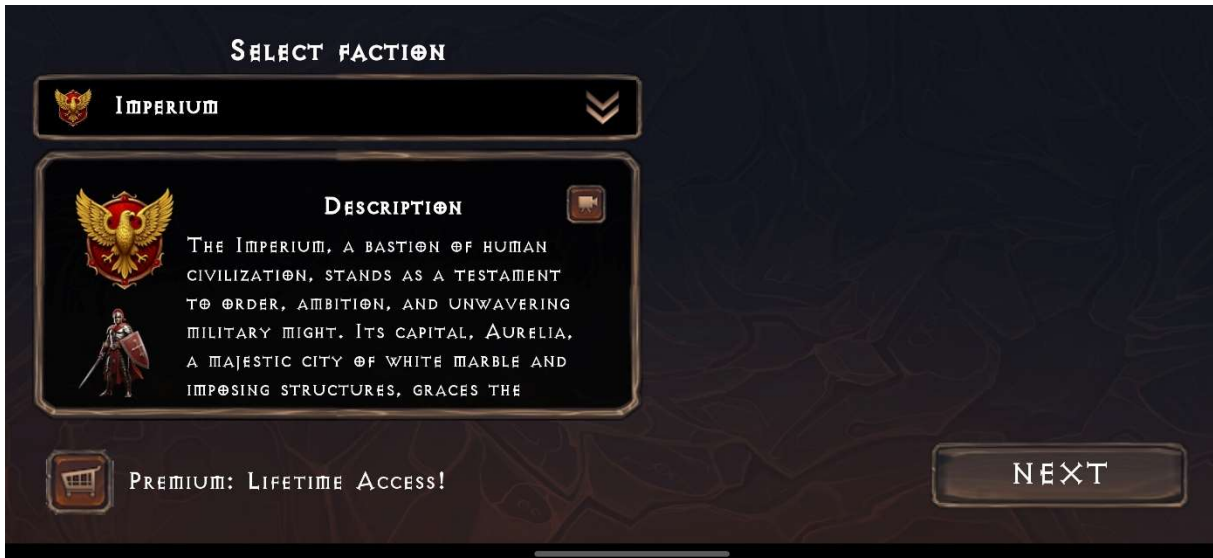 Select faction
Imperium
Description
The Imperium, a bastion of human
civilization, stands as a testament
to order, ambition, and unwavering
military might. Its capital, Aurelia,
a majestic city of white marble and
imposing structures, graces the
Premium: Lifetime Access!
NEXT